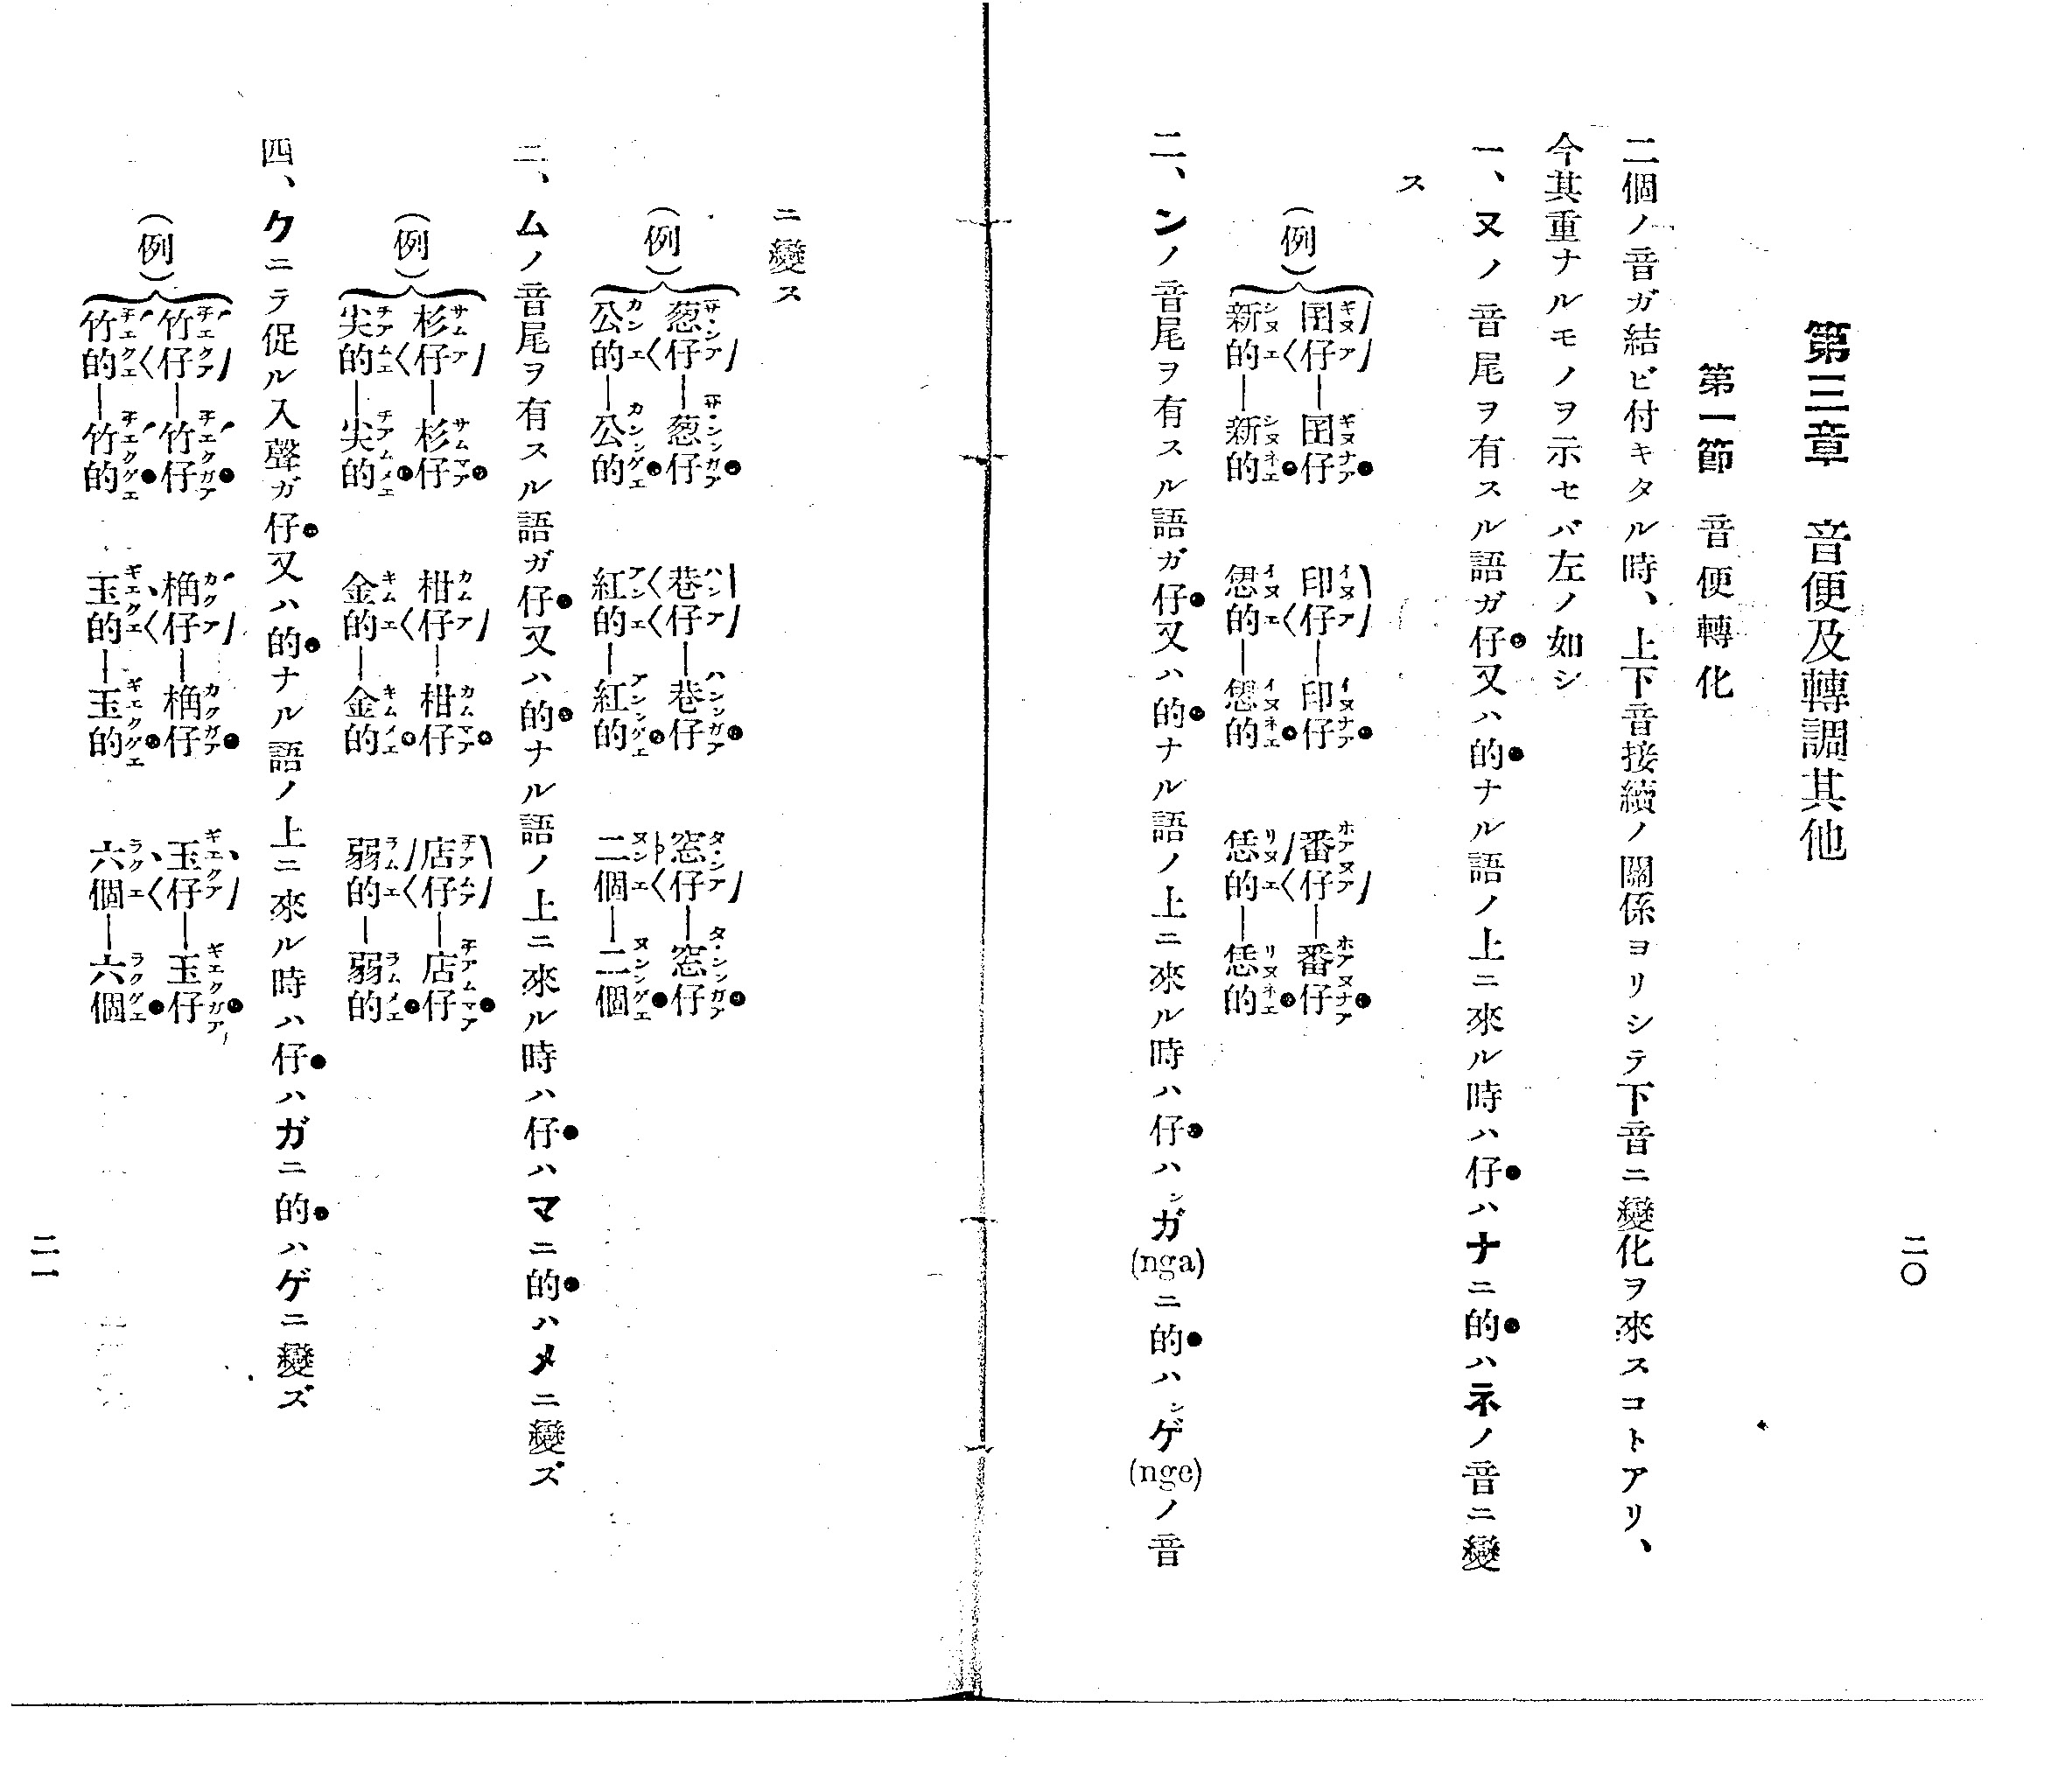 二〇
第三章 音便及轉調其他
第一節 音便轉化
二個ノ音ガ結ビ付キタル時、上下音接續ノ關係ヨリシテ下音ニ變化ヲ來スコトアリ、
今其重ナルモノヲ示セバ左ノ如シ
一、ヌノ音尾ヲ有スル語ガ仔又ハ的ナル語ノ上ニ來ル時ハ仔ハナニ的ハネノ音ニ變
ス
(例)
囝仔―囝仔 印仔―印仔 番仔―番仔
新的―新的 偲的―偲的 恁的―恁的
二、ンノ音尾ヲ有スル語ガ仔又ハ的ナル語ノ上ニ來ル時ハ仔ハンガ(nga)ニ的ハンゲ(nge)ノ音
ニ變ス
(例)
葱仔―葱仔 巷仔―巷仔 窓仔―窓仔
公的―公的 紅的―紅的 二個―二個
三、ムノ音尾ヲ有スル語ガ仔又ハ的ナル語ノ上ニ來ル時ハ仔ハマニ的ハメニ變ズ
(例)
杉仔―杉仔 柑仔―柑仔 店仔―店仔
尖的―尖的 金的―金的 弱的―弱的
四、クニテ促ル入聲ガ仔又ハ的ナル語ノ上ニ來ル時ハ仔ハガニ的ハゲニ變ズ
(例)
竹仔―竹仔 桷仔―桷仔 玉仔―玉仔
竹的―竹的 玉的―玉的 六個―六個
二一